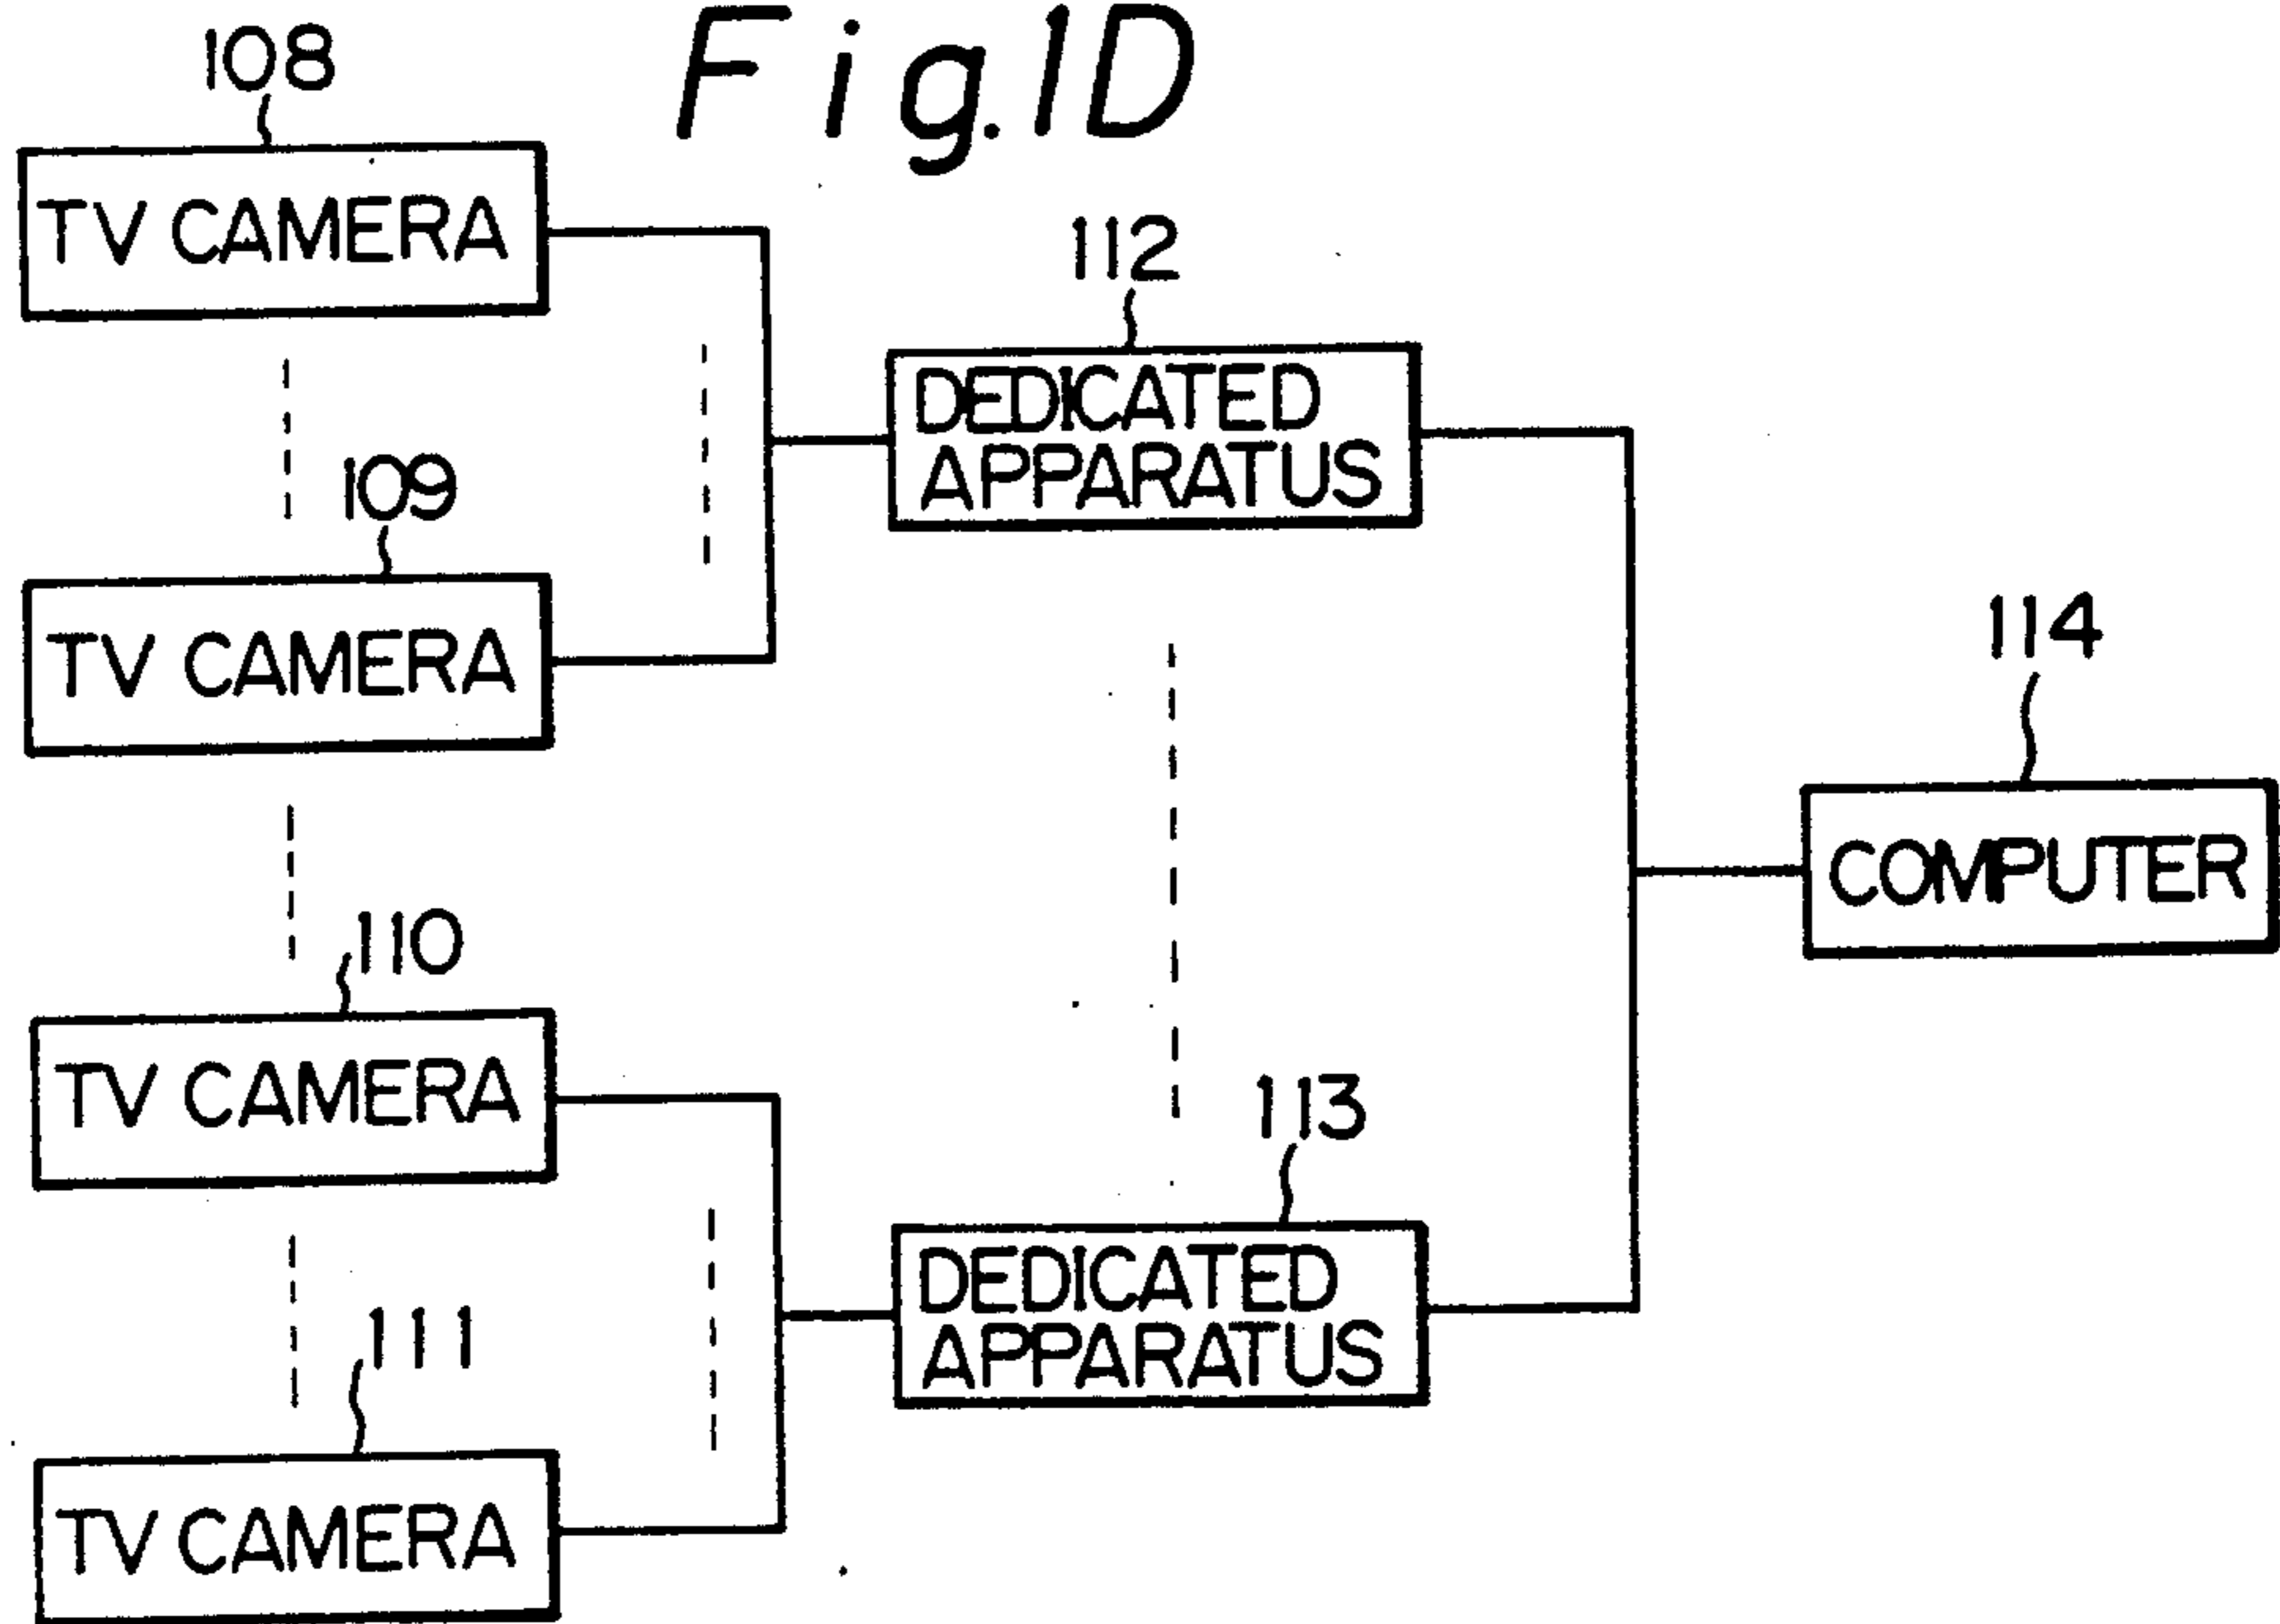 Fig.1D
108
TV CAMERA
112
DEDICATED
APPARATUS
109
TV CAMERA
114
COMPUTER
110
TV CAMERA
113
DEDICATED
APPARATUS
111
TV CAMERA